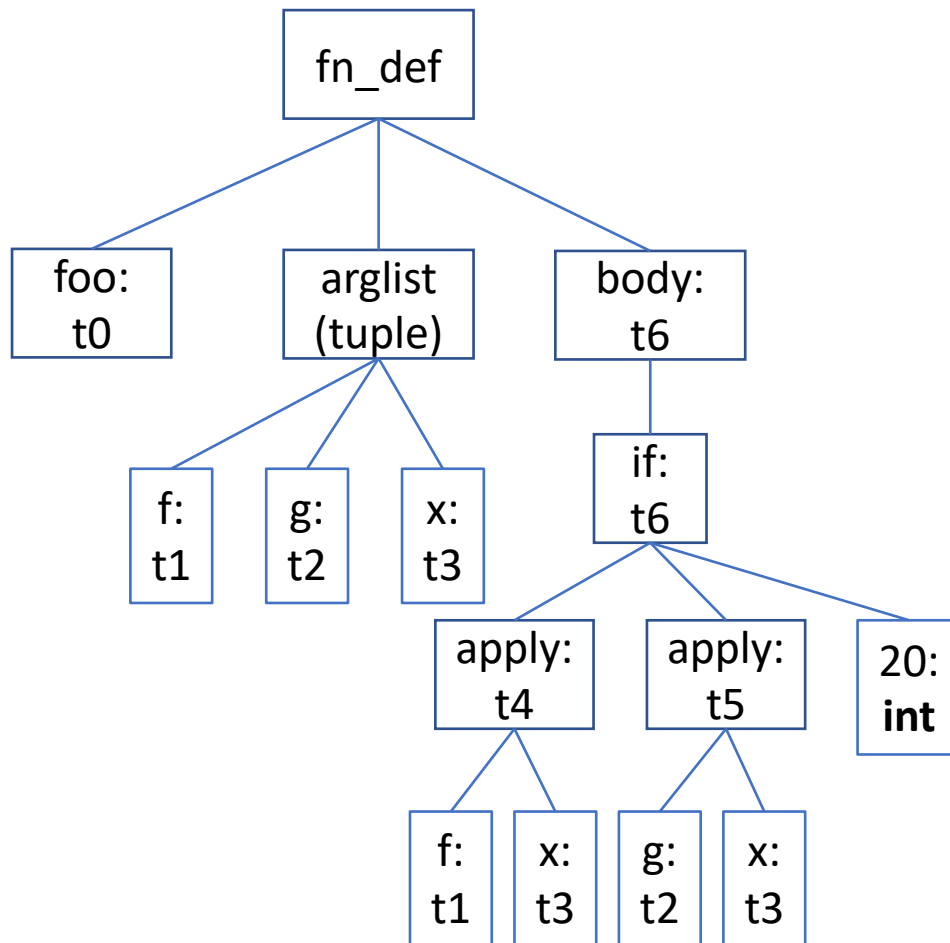 fn_def
foo:
t0
arglist
(tuple)
body:
t6
f:
t1
g:
t2
x:
t3
if:
t6
apply:
t4
apply:
t5
20:
int
f:
t1
x:
t3
g:
t2
x:
t3